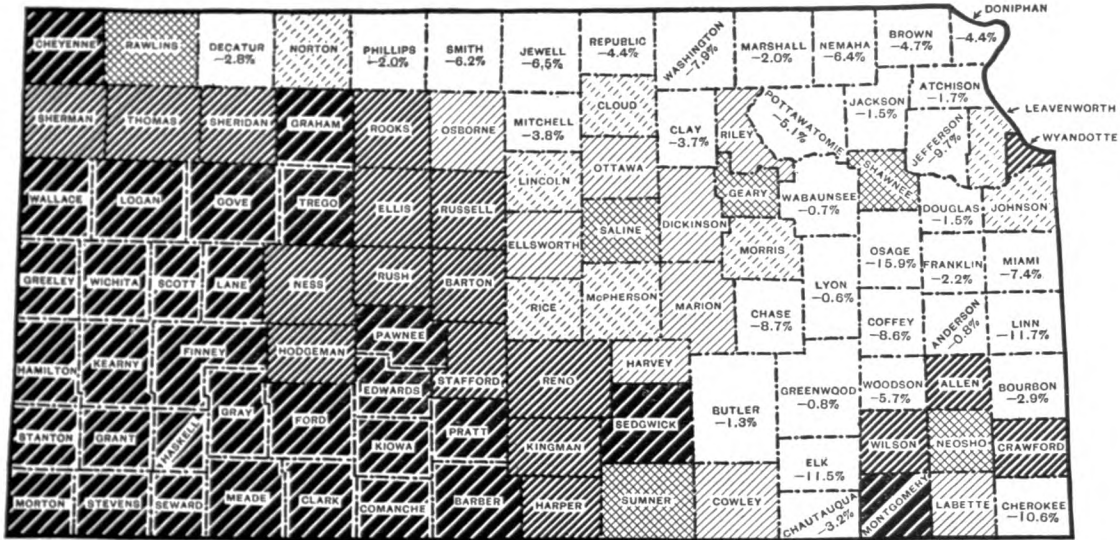 DONIPHAN
-4.4%
CHEYENNE
RAWLINS
DECATUR
-2.8%
NORTON
PHILLIPS
-2.0%
SMITH
-6.2%
JEWELL
-6.5%
REPUBLIC
-4.4%
WASHINGTON
-7.9%
MARSHALL
-2.0%
NEMAHA
-6.4%
BROWN
-4.7%
SHERMAN
THOMAS
SHERIDAN
GRAHAM
ROOKS
OSBORNE
MITCHELL
-3.8%
CLOUD
CLAY
-3.7%
RILEY
POTTAWATOMIE
-5.1%
JACKSON
-1.5%
ATCHISON
-1.7%
JEFFERSON
-9.7%
LEAVENWORTH
WYANDOTTE
WALLACE
LOGAN
GOVE
TREGO
ELLIS
RUSSELL
LINCOLN
OTTAWA
ELLSWORTH
SALINE
DICKINSON
GEARY
MORRIS
WABAUNSEE
-0.7%
SHAWNEE
DOUGLAS
-1.5%
JOHNSON
GREELEY
WICHITA
SCOTT
LANE
NESS
RUSH
BARTON
RICE
McPHERSON
MARION
CHASE
-8.7%
LYON
-0.6%
OSAGE
-15.9%
FRANKLIN
-2.2%
MIAMI
-7.4%
HAMILTON
KEARNY
FINNEY
HODGEMAN
PAWNEE
EDWARDS
STAFFORD
RENO
HARVEY
COFFEY
-8.6%
ANDERSON
-0.8%
LINN
-11.7%
STANTON
GRANT
HASKELL
GRAY
FORD
KIOWA
PRATT
KINGMAN
SEDGWICK
BUTLER
-1.3%
GREENWOOD
-0.8%
WOODSON
-5.7%
ALLEN
BOURBON
-2.9%
MORTON
STEVENS
SEWARD
MEADE
CLARK
COMANCHE
BARBER
HARPER
SUMNER
COWLEY
ELK
-11.5%
CHAUTAUQUA
-3.2%
WILSON
NEOSHO
CRAWFORD
MONTGOMERY
LABETTE
CHEROKEE
-10.6%